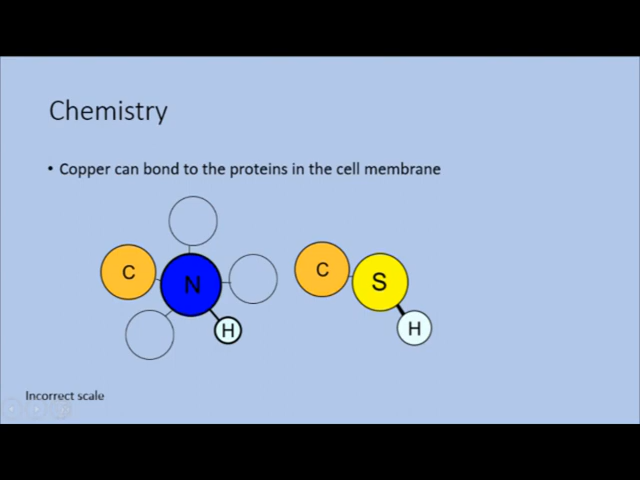 Chemistry
• Copper can bond to the proteins in the cell membrane
C
N
H
C
S
H
Incorrect scale